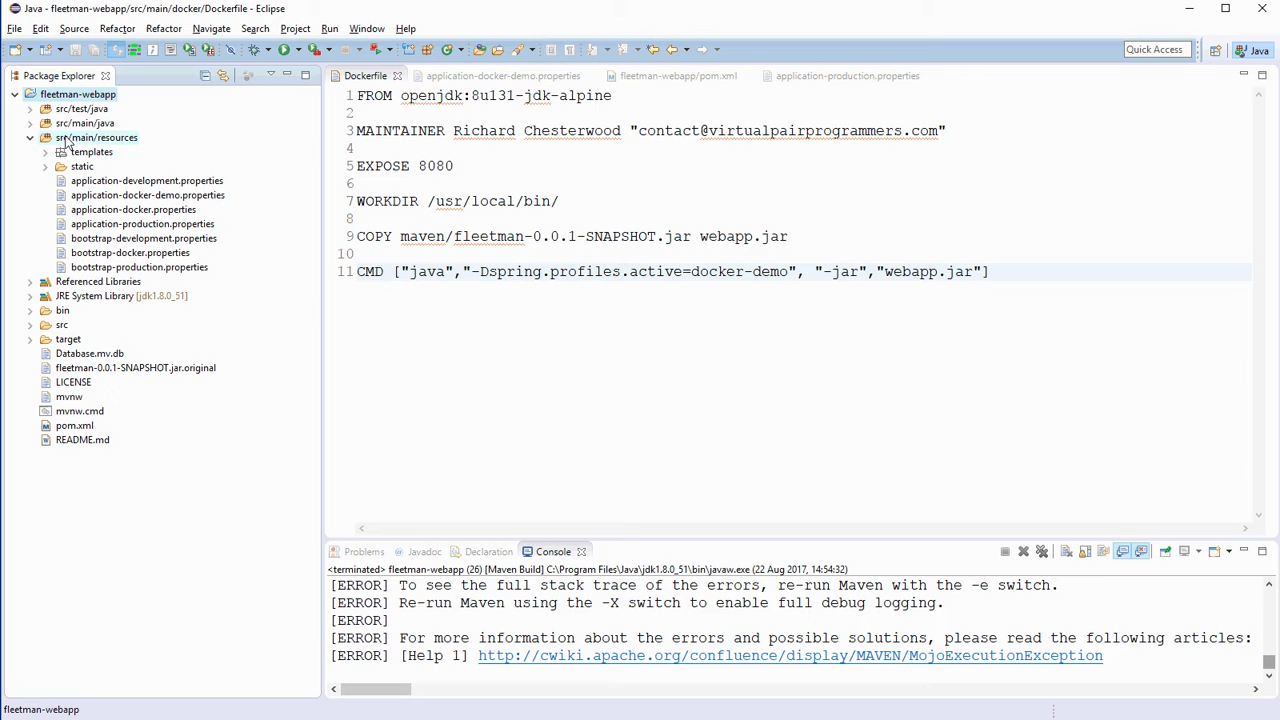 Java - fleetman-webapp/src/main/docker/Dockerfile - Eclipse
File Edit Source Refactor Refactor Navigate Search Project Run Window Help
Quick Access Java
Package Explorer
fleetman-webapp
src/test/java
src/main/java
src/main/resources
templates
static
application-development.properties
application-docker-demo.properties
application-docker.properties
application-production.properties
bootstrap-development.properties
bootstrap-docker.properties
bootstrap-production.properties
Referenced Libraries
JRE System Library [jdk1.8.0_51]
bin
src
target
Database.mv.db
fleetman-0.0.1-SNAPSHOT.jar.original
LICENSE
mvnw
mvnw.cmd
pom.xml
README.md
Dockerfile application-docker-demo.properties fleetman-webapp/pom.xml application-production.properties
1 FROM openjdk:8u131-jdk-alpine
2
3 MAINTAINER Richard Chesterwood "contact@virtualpairprogrammers.com"
4
5 EXPOSE 8080
6
7 WORKDIR /usr/local/bin/
8
9 COPY maven/fleetman-0.0.1-SNAPSHOT.jar webapp.jar
10
11 CMD ["java","-Dspring.profiles.active=docker-demo", "-jar","webapp.jar"]
Problems Javadoc Declaration Console
<terminated> fleetman-webapp (26) [Maven Build] C:\Program Files\Java\jdk1.8.0_51\bin\javaw.exe (22 Aug 2017, 14:54:32)
[ERROR] To see the full stack trace of the errors, re-run Maven with the -e switch.
[ERROR] Re-run Maven using the -X switch to enable full debug logging.
[ERROR]
[ERROR] For more information about the errors and possible solutions, please read the following articles:
[ERROR] [Help 1] http://cwiki.apache.org/confluence/display/MAVEN/MojoExecutionException
fleetman-webapp